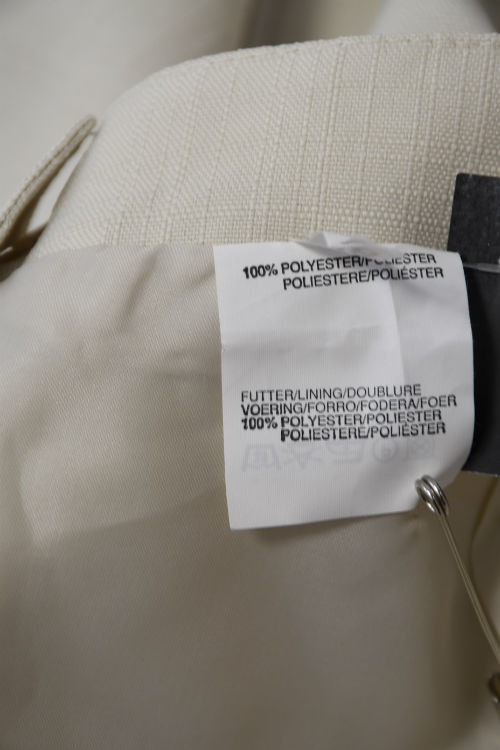 100% POLYESTER/POLIESTER
POLIESTERE/POLIÉSTER
FUTTER/LINING/DOUBLURE
VOERING/FORRO/FODERA/FOER
100% POLYESTER/POLIESTER
POLIESTERE/POLIÉSTER